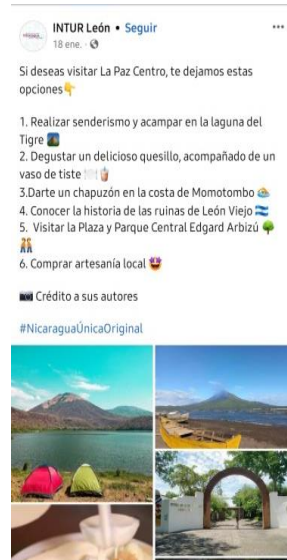 INTUR León • Seguir
18 ene. ·
Si deseas visitar La Paz Centro, te dejamos estas
opciones👇
1. Realizar senderismo y acampar en la laguna del
Tigre
2. Degustar un delicioso quesillo, acompañado de un
vaso de tiste 🍽️🥤
3.Darte un chapuzón en la costa de Momotombo 🏊
4. Conocer la historia de las ruinas de León Viejo 🇳🇮
5. Visitar la Plaza y Parque Central Edgard Arbizú 🌳
👫
6. Comprar artesanía local 🤩
📷 Crédito a sus autores
#NicaraguaÚnicaOriginal